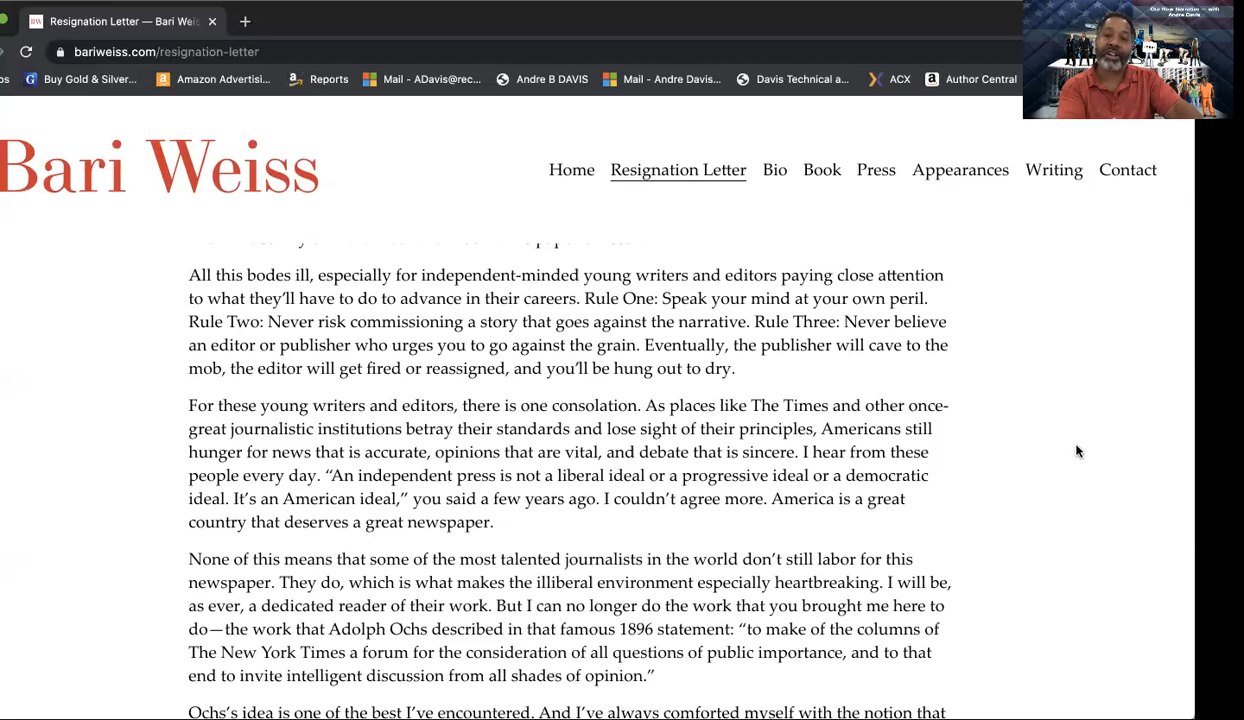 Resignation Letter — Bari Wei
bariweiss.com/resignation-letter
Our New Narrative — with
Andre Davis
Buy Gold & Silver...
Amazon Advertisi...
Reports
Mail - ADavis@rec...
Andre B DAVIS
Mail - Andre Davis...
Davis Technical a...
ACX
Author Central
Bari Weiss
Home
Resignation Letter
Bio
Book
Press
Appearances
Writing
Contact
All this bodes ill, especially for independent-minded young writers and editors paying close attention
to what they’ll have to do to advance in their careers. Rule One: Speak your mind at your own peril.
Rule Two: Never risk commissioning a story that goes against the narrative. Rule Three: Never believe
an editor or publisher who urges you to go against the grain. Eventually, the publisher will cave to the
mob, the editor will get fired or reassigned, and you’ll be hung out to dry.
For these young writers and editors, there is one consolation. As places like The Times and other once-
great journalistic institutions betray their standards and lose sight of their principles, Americans still
hunger for news that is accurate, opinions that are vital, and debate that is sincere. I hear from these
people every day. “An independent press is not a liberal ideal or a progressive ideal or a democratic
ideal. It’s an American ideal,” you said a few years ago. I couldn’t agree more. America is a great
country that deserves a great newspaper.
None of this means that some of the most talented journalists in the world don’t still labor for this
newspaper. They do, which is what makes the illiberal environment especially heartbreaking. I will be,
as ever, a dedicated reader of their work. But I can no longer do the work that you brought me here to
do—the work that Adolph Ochs described in that famous 1896 statement: “to make of the columns of
The New York Times a forum for the consideration of all questions of public importance, and to that
end to invite intelligent discussion from all shades of opinion.”
Ochs’s idea is one of the best I’ve encountered. And I’ve always comforted myself with the notion that